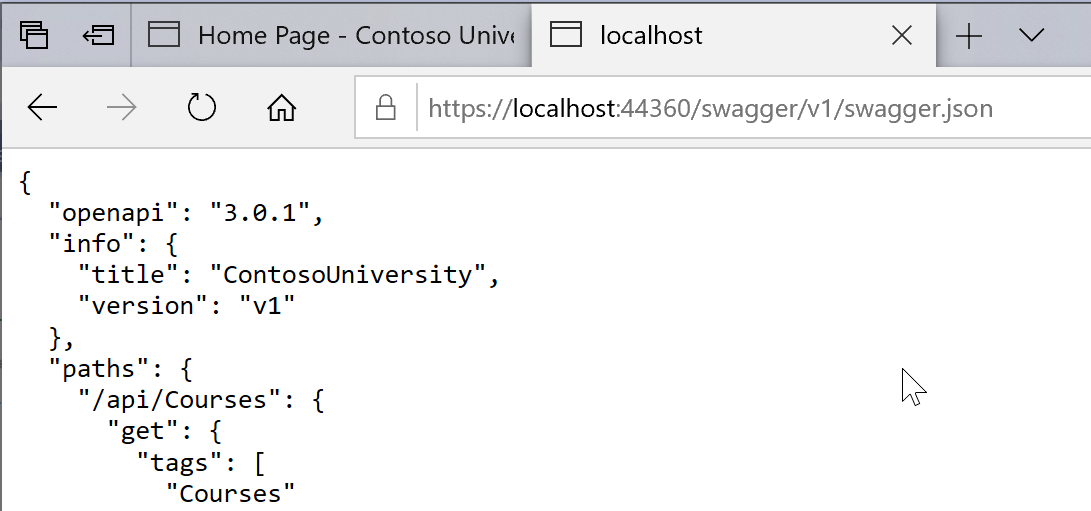 Home Page - Contoso Unive
localhost
https://localhost:44360/swagger/v1/swagger.json
{
  "openapi": "3.0.1",
  "info": {
    "title": "ContosoUniversity",
    "version": "v1"
  },
  "paths": {
    "/api/Courses": {
      "get": {
        "tags": [
          "Courses"